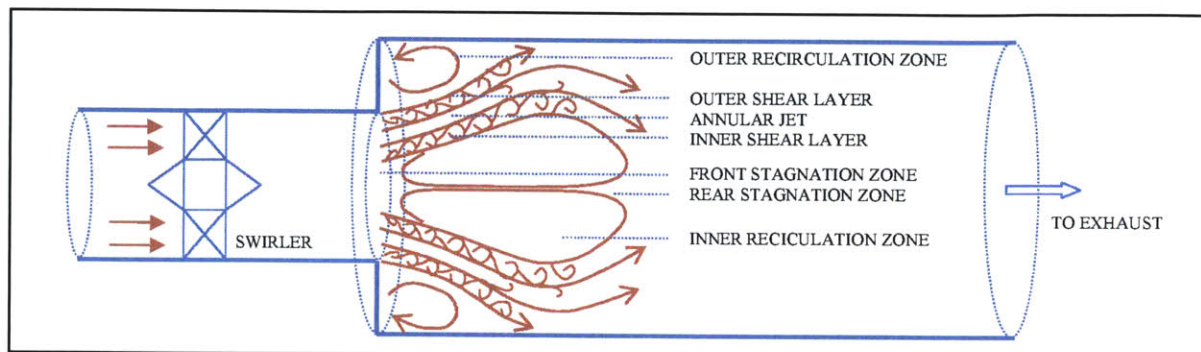 OUTER RECIRCULATION ZONE
OUTER SHEAR LAYER
ANNULAR JET
INNER SHEAR LAYER
FRONT STAGNATION ZONE
REAR STAGNATION ZONE
TO EXHAUST
SWIRLER
INNER RECICULATION ZONE